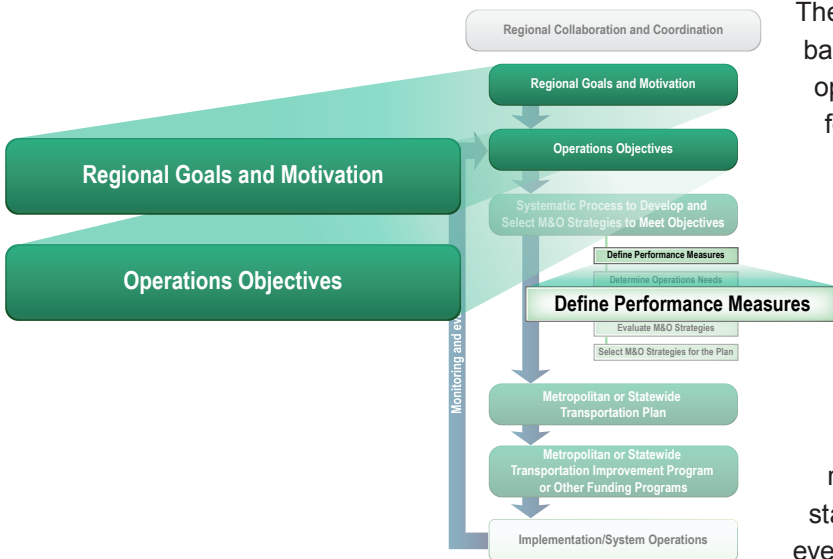 Regional Collaboration and Coordination
Regional Goals and Motivation
Operations Objectives
Regional Goals and Motivation
Operations Objectives
Systematic Process to Develop and
Select M&O Strategies to Meet Objectives
Define Performance Measures
Determine Operations Needs
Define Performance Measures
Evaluate M&O Strategies
Select M&O Strategies for the Plan
Monitoring and
Metropolitan or Statewide
Transportation Plan
Metropolitan or Statewide
Transportation Improvement Program
or Other Funding Programs
Implementation/System Operations
The
ba
op
f
r
sta
eve